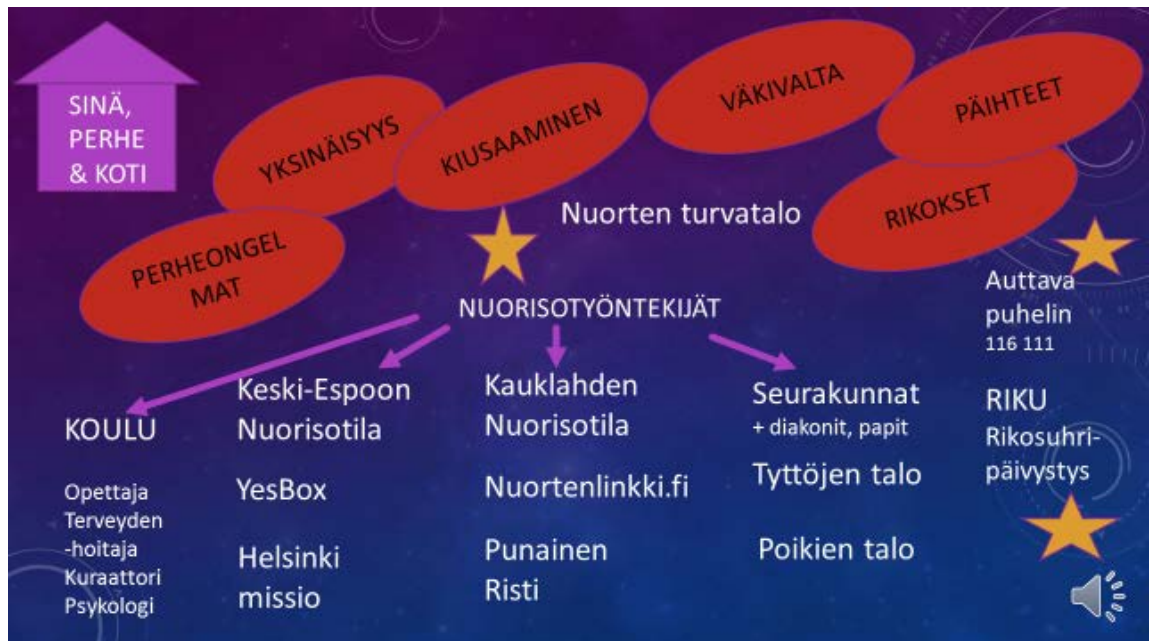 SINÄ,
PERHE
& KOTI
PERHEONGEL
MAT
YKSINÄISYYS
KIUSAAMINEN
VÄKIVALTA
PÄIHTEET
RIKOKSET
Nuorten turvatalo
NUORISOTYÖNTEKIJÄT
KOULU
Opettaja
Terveyden
-hoitaja
Kuraattori
Psykologi
Keski-Espoon
Nuorisotila
YesBox
Helsinki
missio
Kauklahden
Nuorisotila
Nuortenlinkki.fi
Punainen
Risti
Seurakunnat
+ diakonit, papit
Tyttöjen talo
Poikien talo
Auttava
puhelin
116 111
RIKU
Rikosuhri-
päivystys